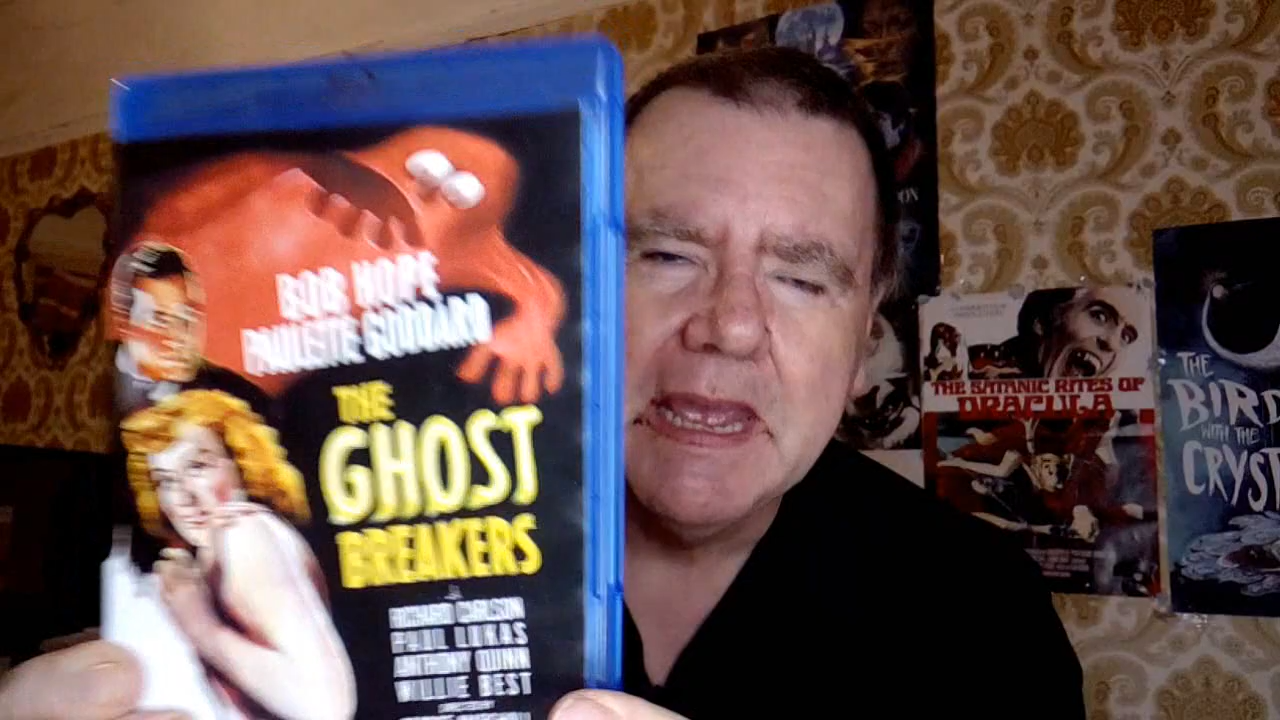 BOB HOPE
PAULETTE GODDARD
THE
GHOST
BREAKERS
RICHARD CARLSON
PAUL LUKAS
ANTHONY QUINN
WILLIE BEST
THE SATANIC RITES OF
DRACULA
THE
BIRD
WITH THE
CRYST